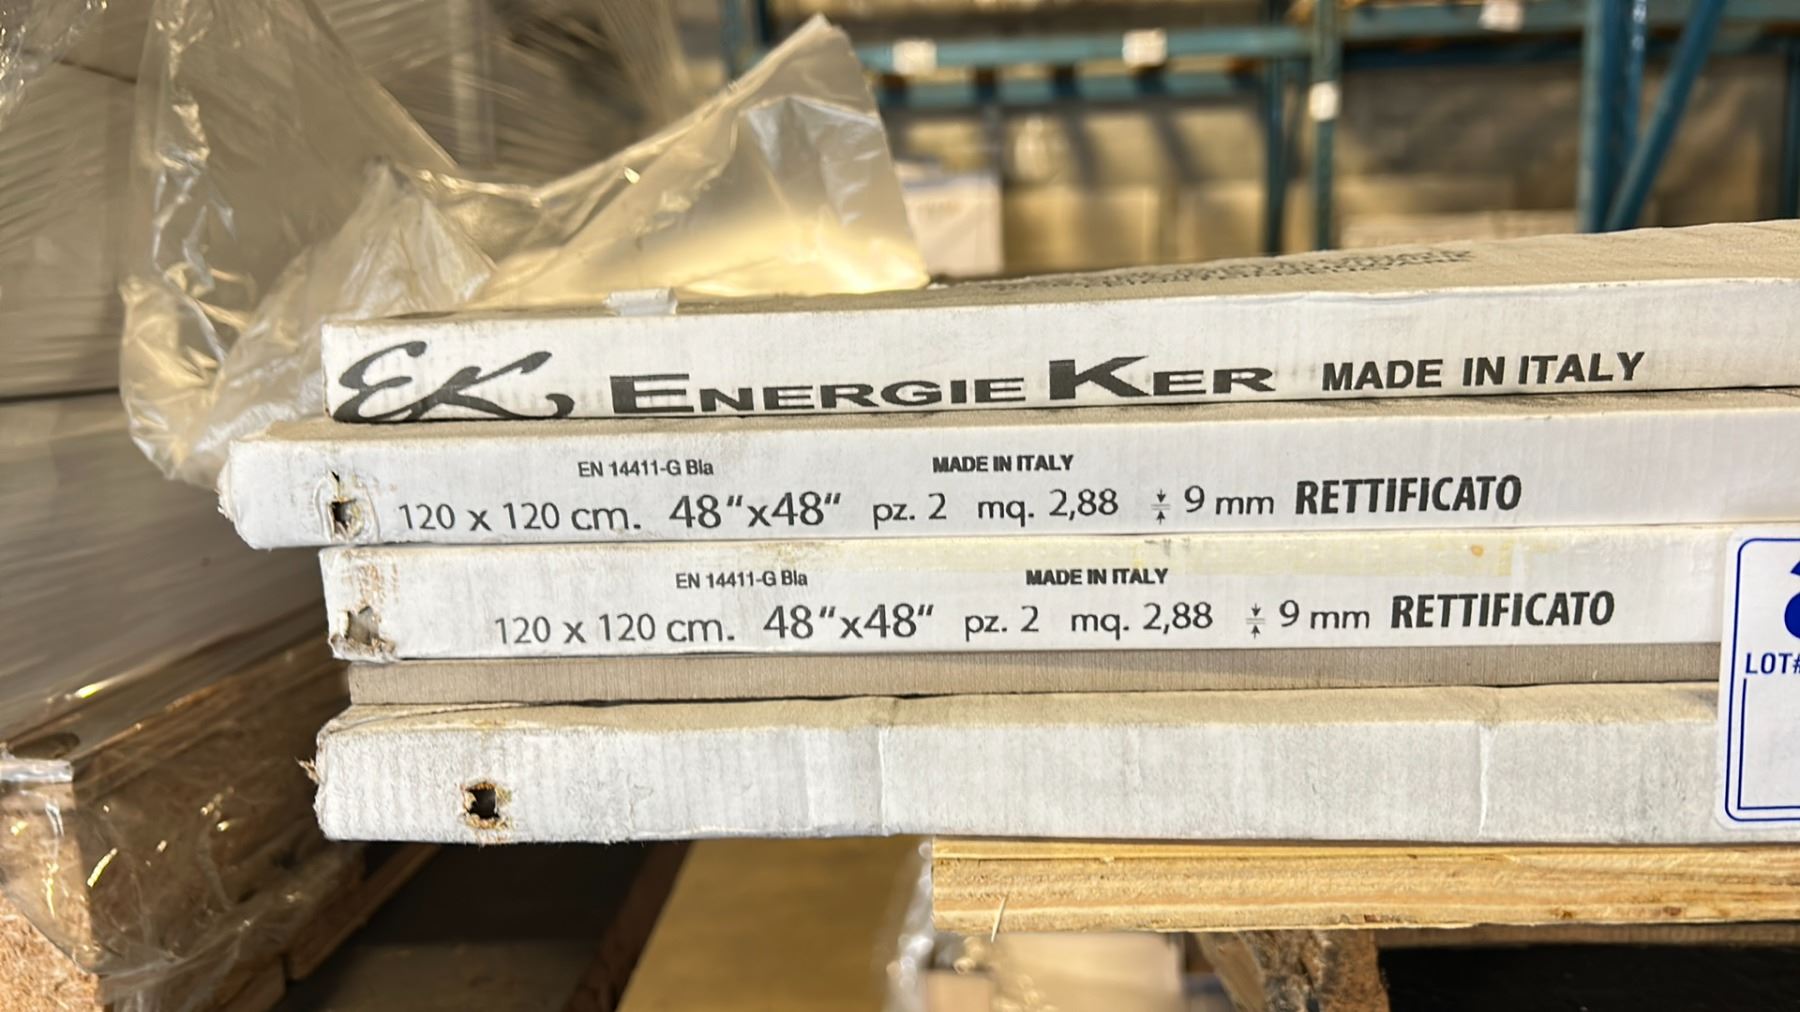 EK ENERGIE KER MADE IN ITALY
EN 14411-G BIa MADE IN ITALY
120 x 120 cm. 48"x48" pz. 2 mq. 2,88 9 mm RETTIFICATO
EN 14411-G BIa MADE IN ITALY
120 x 120 cm. 48"x48" pz. 2 mq. 2,88 9 mm RETTIFICATO
LOT#